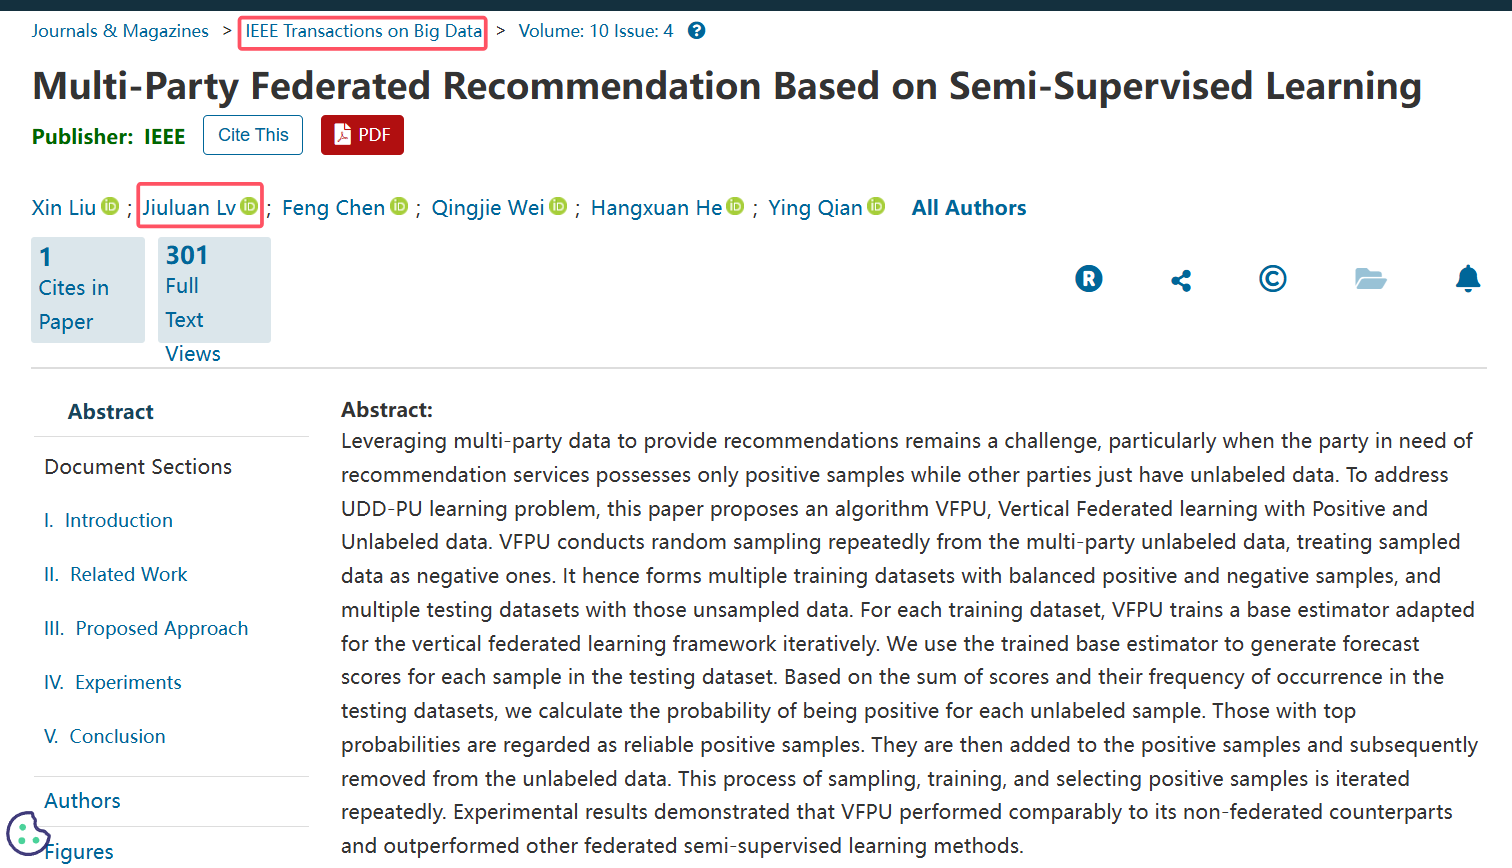 Journals & Magazines > IEEE Transactions on Big Data > Volume: 10 Issue: 4 ?
Multi-Party Federated Recommendation Based on Semi-Supervised Learning
Publisher: IEEE Cite This PDF
Xin Liu iD ; Jiuluan Lv iD ; Feng Chen iD ; Qingjie Wei iD ; Hangxuan He iD ; Ying Qian iD All Authors
1
Cites in
Paper
301
Full
Text
Views
R ©
Abstract
Document Sections
I. Introduction
II. Related Work
III. Proposed Approach
IV. Experiments
V. Conclusion
Authors
Figures
Abstract:
Leveraging multi-party data to provide recommendations remains a challenge, particularly when the party in need of
recommendation services possesses only positive samples while other parties just have unlabeled data. To address
UDD-PU learning problem, this paper proposes an algorithm VFPU, Vertical Federated learning with Positive and
Unlabeled data. VFPU conducts random sampling repeatedly from the multi-party unlabeled data, treating sampled
data as negative ones. It hence forms multiple training datasets with balanced positive and negative samples, and
multiple testing datasets with those unsampled data. For each training dataset, VFPU trains a base estimator adapted
for the vertical federated learning framework iteratively. We use the trained base estimator to generate forecast
scores for each sample in the testing dataset. Based on the sum of scores and their frequency of occurrence in the
testing datasets, we calculate the probability of being positive for each unlabeled sample. Those with top
probabilities are regarded as reliable positive samples. They are then added to the positive samples and subsequently
removed from the unlabeled data. This process of sampling, training, and selecting positive samples is iterated
repeatedly. Experimental results demonstrated that VFPU performed comparably to its non-federated counterparts
and outperformed other federated semi-supervised learning methods.